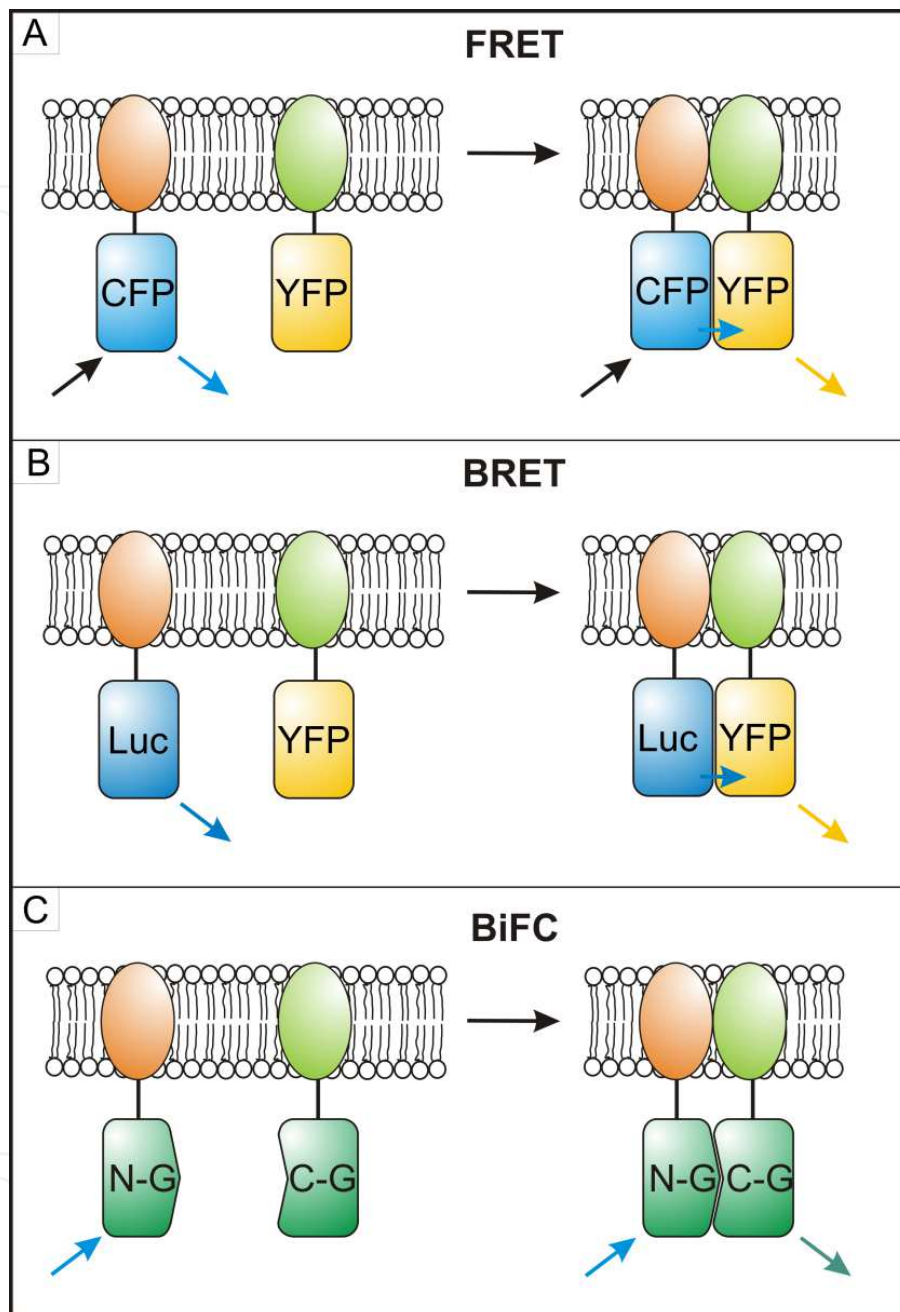 A
FRET
CFP YFP CFP YFP
B
BRET
Luc YFP Luc YFP
C
BiFC
N-G C-G N-G C-G